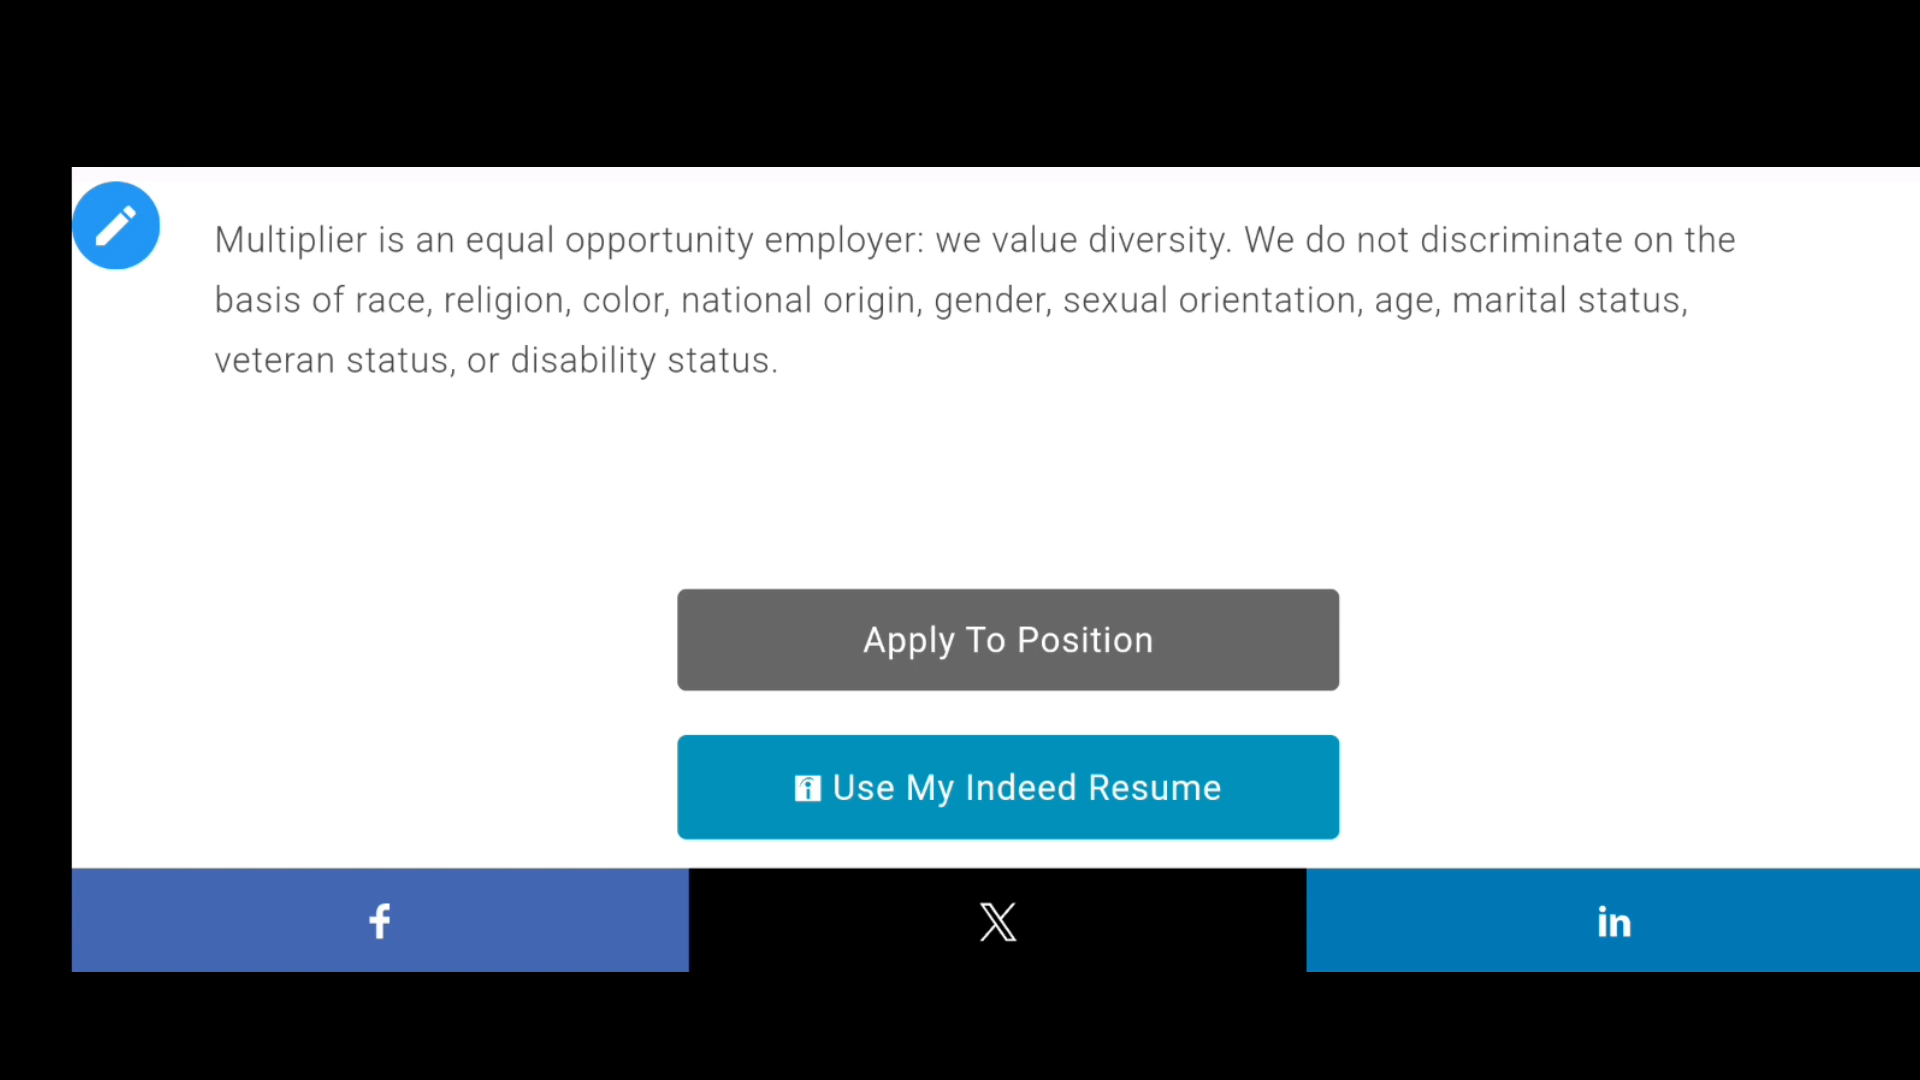 Multiplier is an equal opportunity employer: we value diversity. We do not discriminate on the
basis of race, religion, color, national origin, gender, sexual orientation, age, marital status,
veteran status, or disability status.
Apply To Position
Use My Indeed Resume
f
X
in